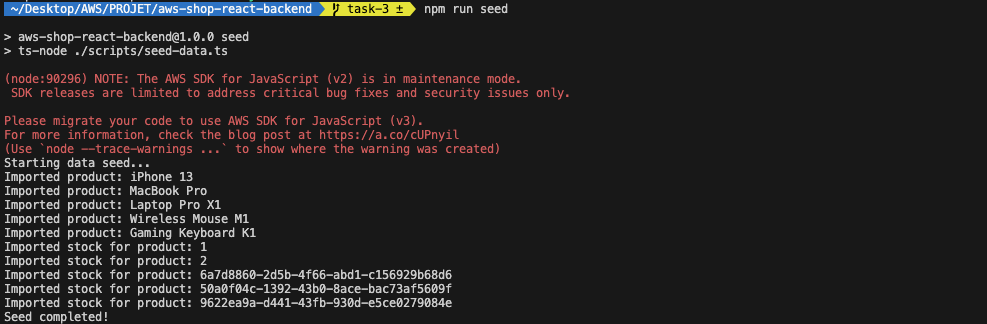 ~/Desktop/AWS/PROJET/aws-shop-react-backend task-3 ± npm run seed
> aws-shop-react-backend@1.0.0 seed
> ts-node ./scripts/seed-data.ts
(node:90296) NOTE: The AWS SDK for JavaScript (v2) is in maintenance mode.
SDK releases are limited to address critical bug fixes and security issues only.
Please migrate your code to use AWS SDK for JavaScript (v3).
For more information, check the blog post at https://a.co/cUPnyil
(Use `node --trace-warnings ...` to show where the warning was created)
Starting data seed...
Imported product: iPhone 13
Imported product: MacBook Pro
Imported product: Laptop Pro X1
Imported product: Wireless Mouse M1
Imported product: Gaming Keyboard K1
Imported stock for product: 1
Imported stock for product: 2
Imported stock for product: 6a7d8860-2d5b-4f66-abd1-c156929b68d6
Imported stock for product: 50a0f04c-1392-43b0-8ace-bac73af5609f
Imported stock for product: 9622ea9a-d441-43fb-930d-e5ce0279084e
Seed completed!